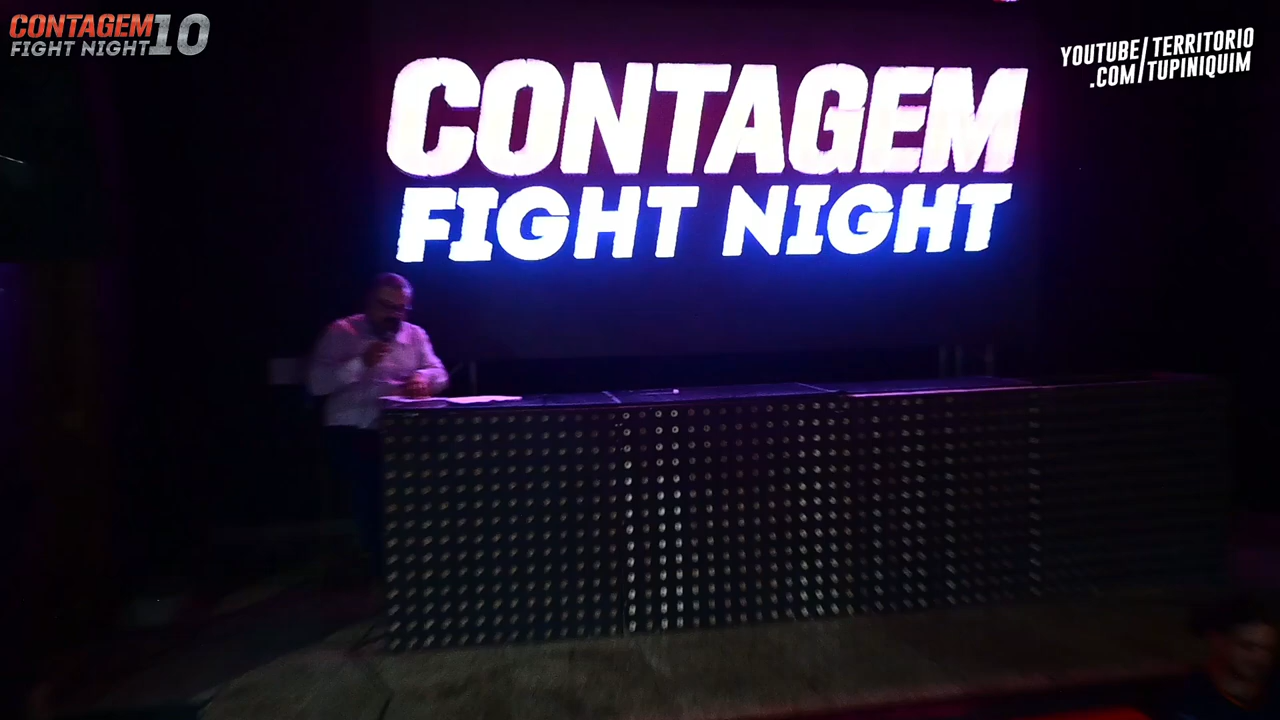 CONTAGEM
FIGHT NIGHT 10
YOUTUBE/TERRITORIO
.COM/TUPINIQUIM
CONTAGEM
FIGHT NIGHT